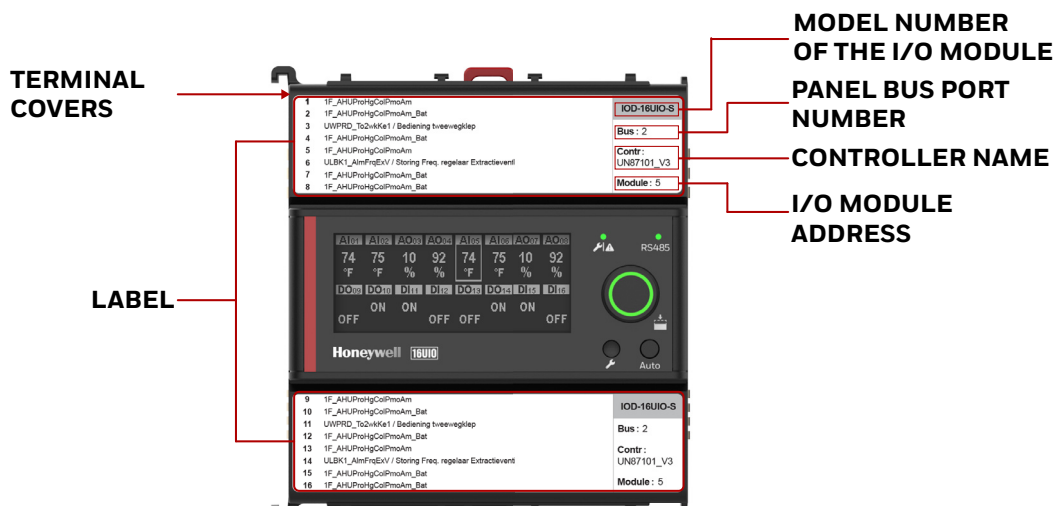 MODEL NUMBER
OF THE I/O MODULE
PANEL BUS PORT
NUMBER
CONTROLLER NAME
I/O MODULE
ADDRESS
TERMINAL
COVERS
LABEL
1 1F_AHUProHgColPmoAm
2 1F_AHUProHgColPmoAm_Bat
3 UWPRD_To2wkKe1 / Bediening tweewegklep
4 1F_AHUProHgColPmoAm_Bat
5 1F_AHUProHgColPmoAm
6 ULBK1_AlmFrqExV / Storing Freq. regelaar Extractieventi
7 1F_AHUProHgColPmoAm_Bat
8 1F_AHUProHgColPmoAm_Bat
IOD-16UIO-S
Bus : 2
Contr :
UN87101_V3
Module : 5
AI01 AI02 AO03 AO04 AI05 AI06 AO07 AO08
74 75 10 92 74 75 10 92
°F °F % % °F °F % %
DO09 DO10 DI11 DI12 DO13 DO14 DI15 DI16
ON ON ON ON
OFF OFF OFF OFF
RS485
Honeywell 16UIO
Auto
9 1F_AHUProHgColPmoAm
10 1F_AHUProHgColPmoAm_Bat
11 UWPRD_To2wkKe1 / Bediening tweewegklep
12 1F_AHUProHgColPmoAm_Bat
13 1F_AHUProHgColPmoAm
14 ULBK1_AlmFrqExV / Storing Freq. regelaar Extractieventi
15 1F_AHUProHgColPmoAm_Bat
16 1F_AHUProHgColPmoAm_Bat
IOD-16UIO-S
Bus : 2
Contr :
UN87101_V3
Module : 5